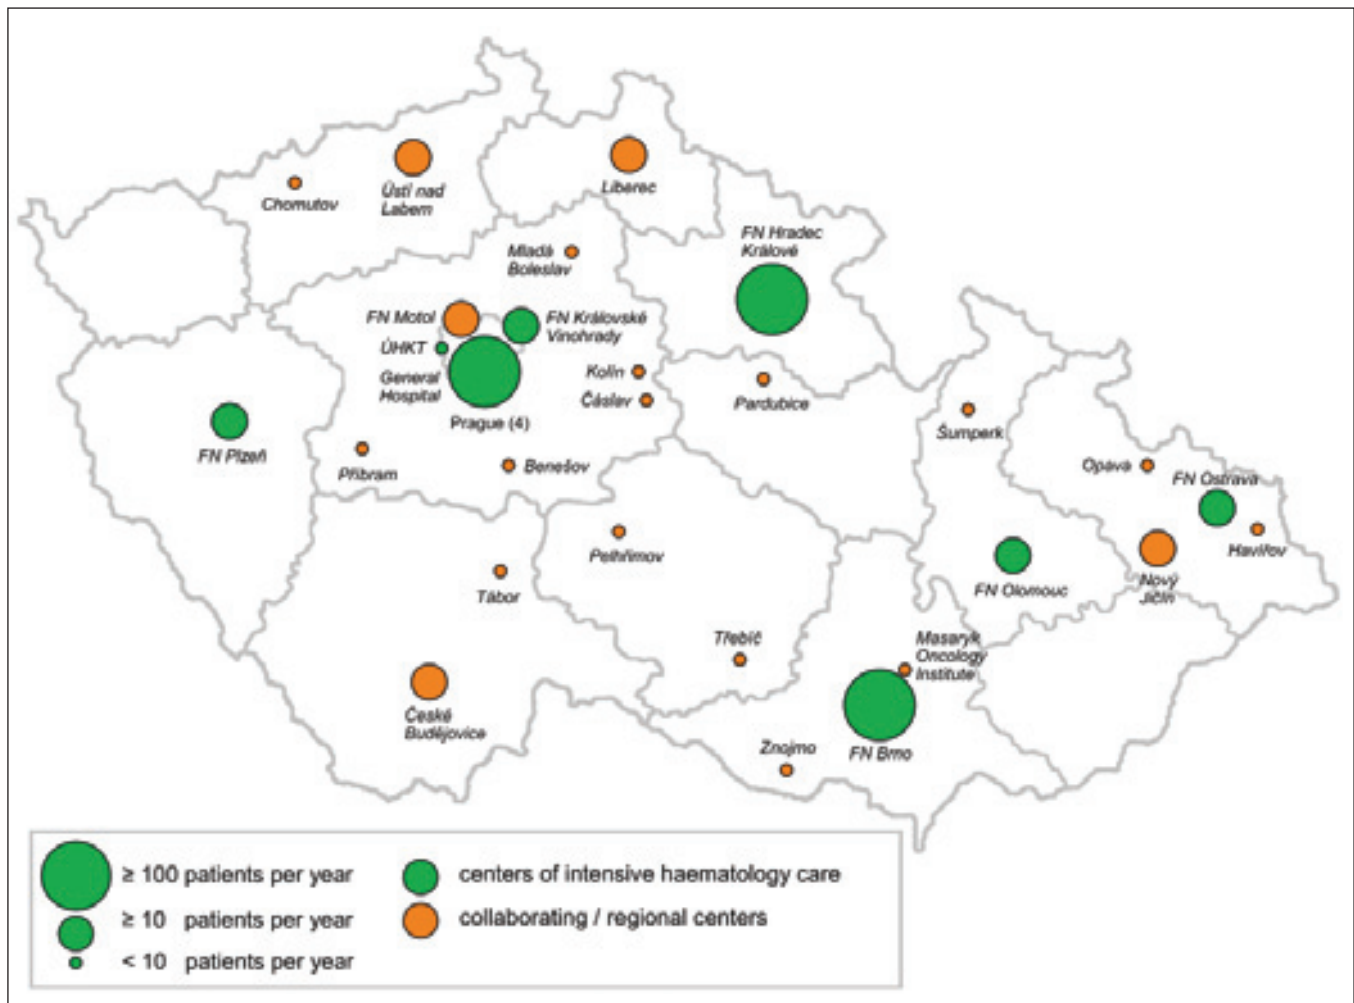 Chomutov
Ústí nad
Labem
Liberec
FN Hradec
Králové
Mladá
Boleslav
FN Motol
FN Královské
Vinohrady
ÚHKT
General
Hospital
Prague (4)
Kolín
Čáslav
Pardubice
Šumperk
FN Plzeň
Příbram
Benešov
Opava
FN Ostrava
Havířov
Pelhřimov
Tábor
FN Olomouc
Nový
Jičín
Třebíč
Masaryk
Oncology
Institute
České
Budějovice
Znojmo
FN Brno
≥ 100 patients per year
≥ 10 patients per year
< 10 patients per year
centers of intensive haematology care
collaborating / regional centers